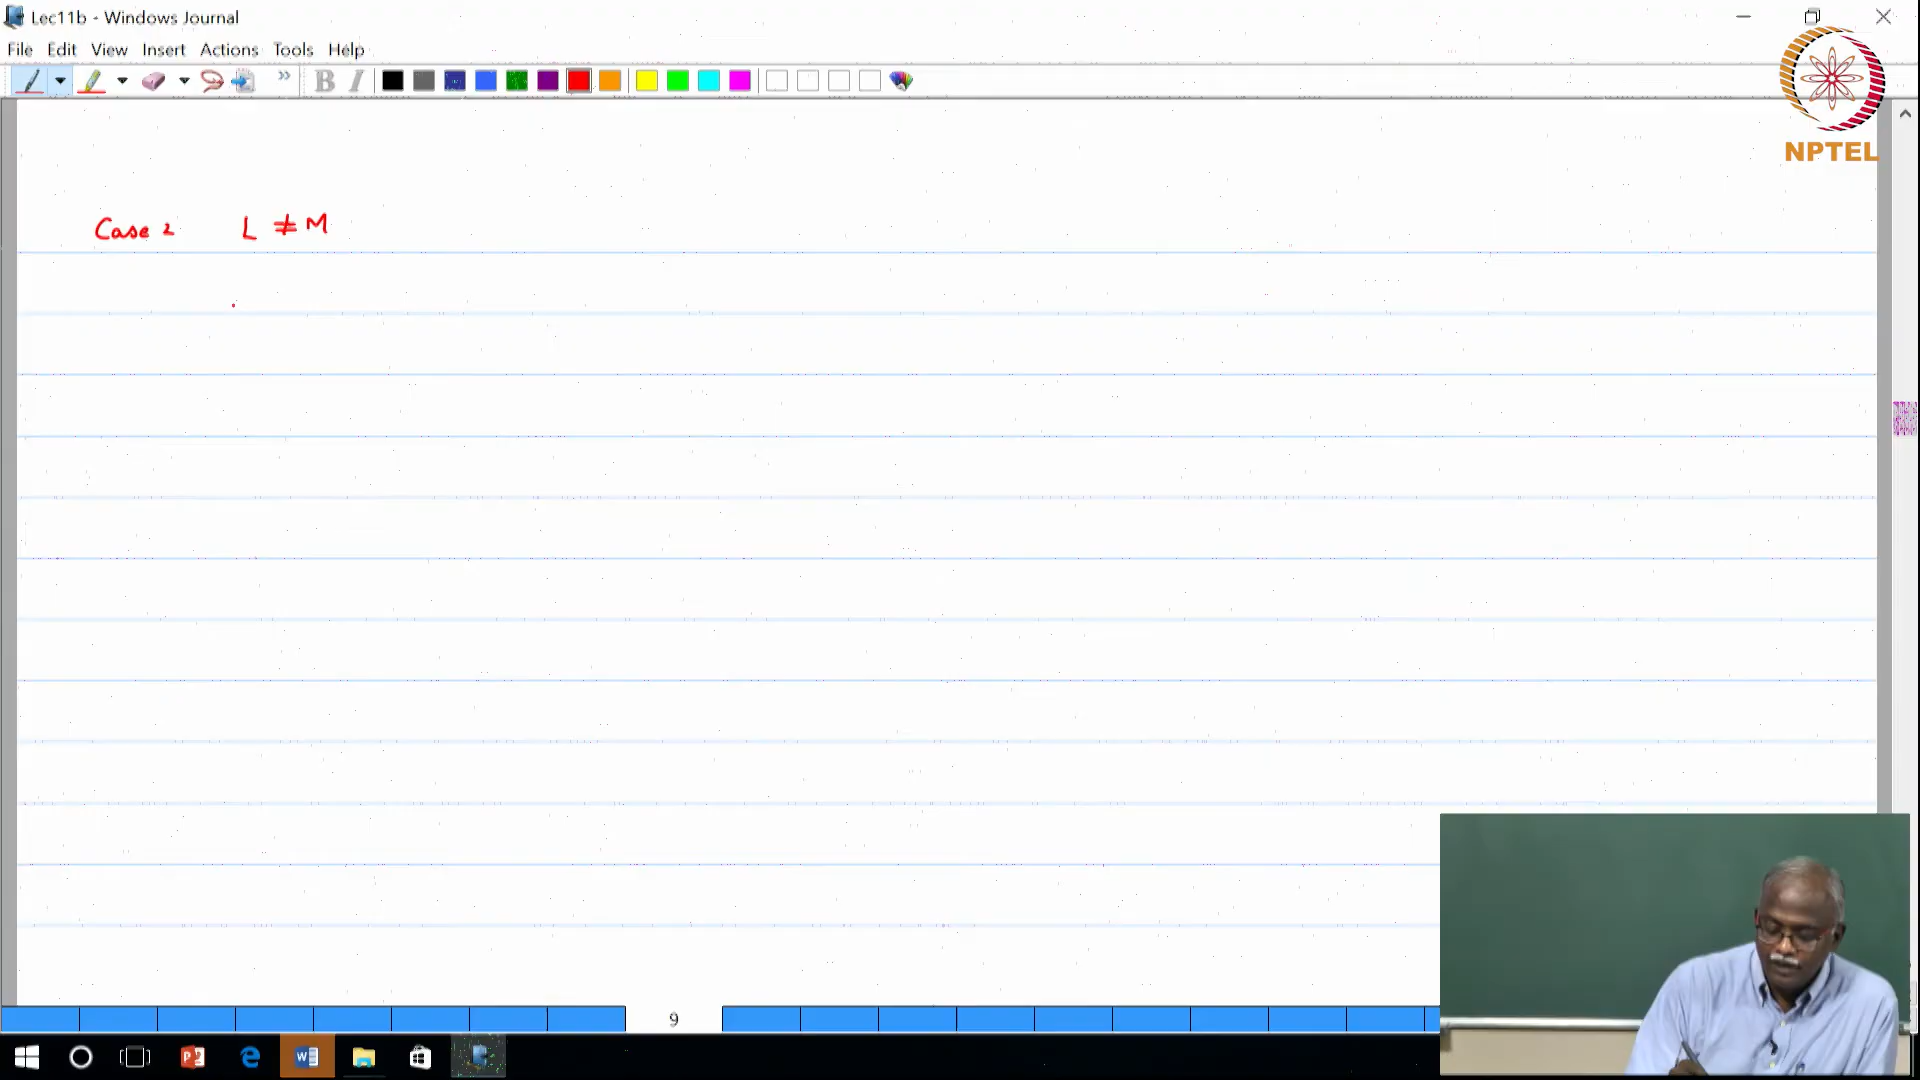 Lec11b - Windows Journal
File Edit View Insert Actions Tools Help
B I
NPTEL
Case 2 L ≠ M
9